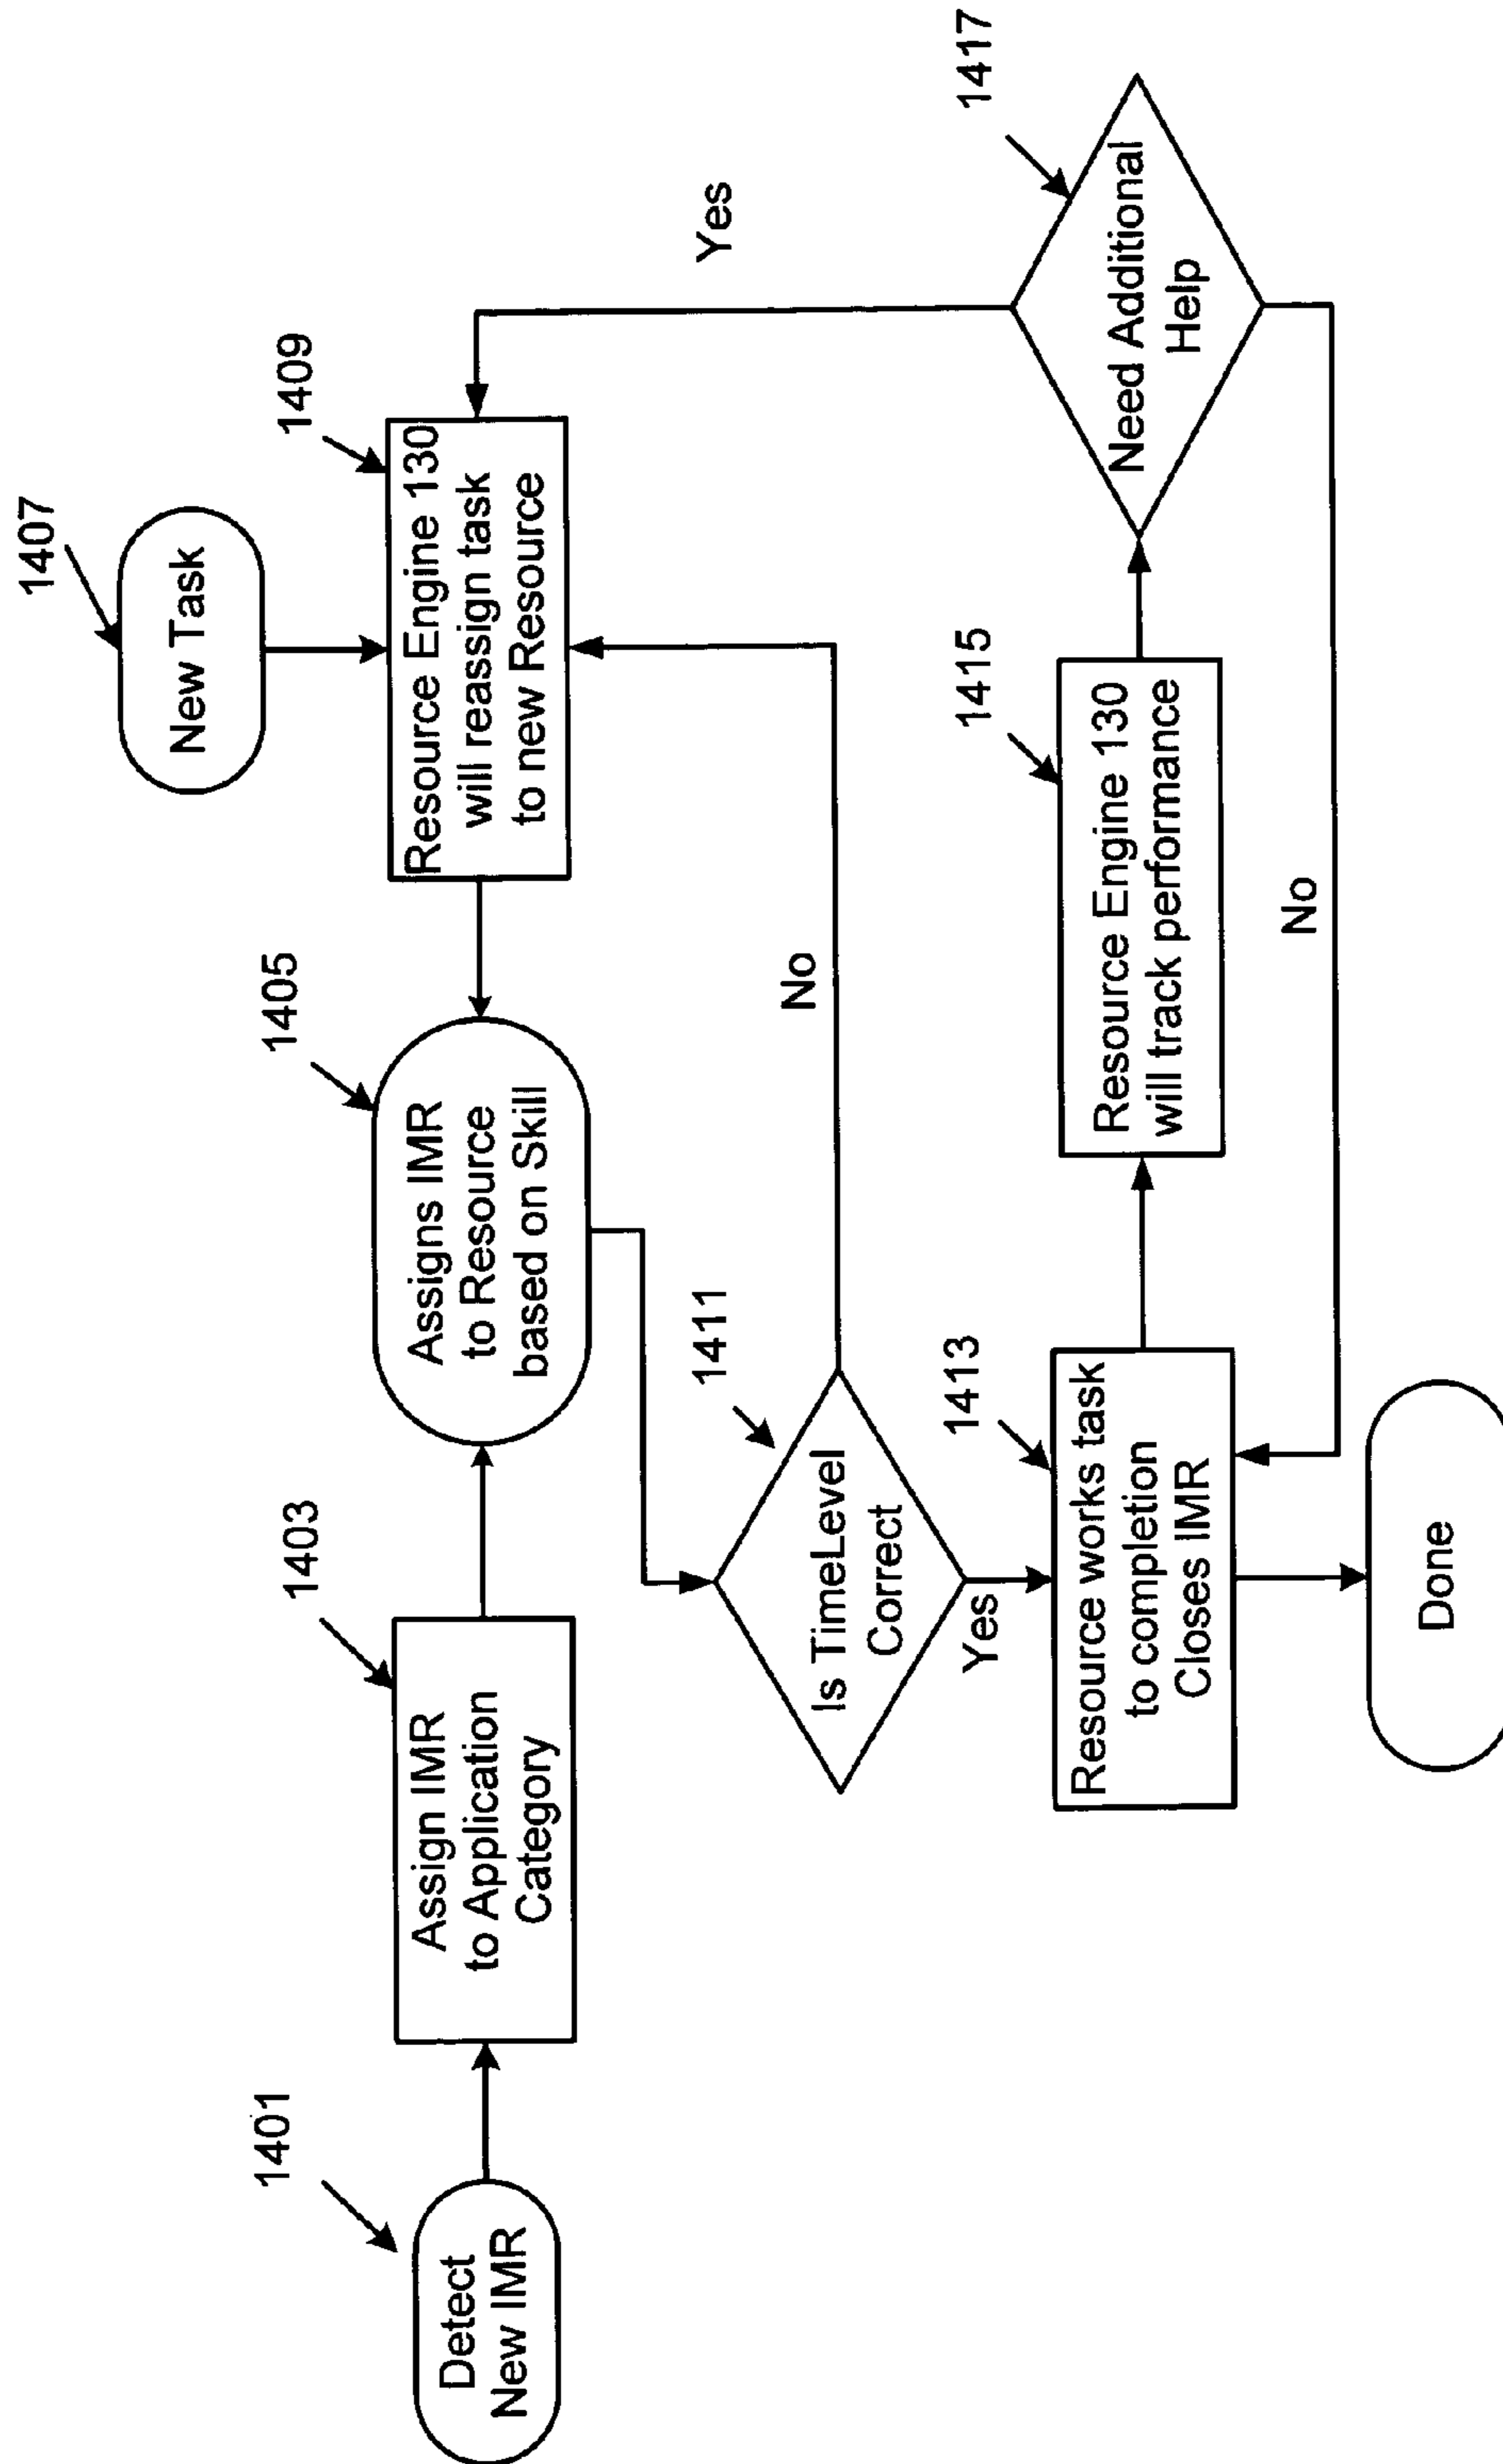 1407
New Task
1409
Resource Engine 130
will reassign task
to new Resource
1405
Assigns IMR
to Resource
based on Skill
1403
Assign IMR
to Application
Category
1401
Detect
New IMR
Yes
No
1411
Is TimeLevel
Correct
Yes
1417
Need Additional
Help
1415
Resource Engine 130
will track performance
1413
Resource works task
to completion
Closes IMR
No
Done